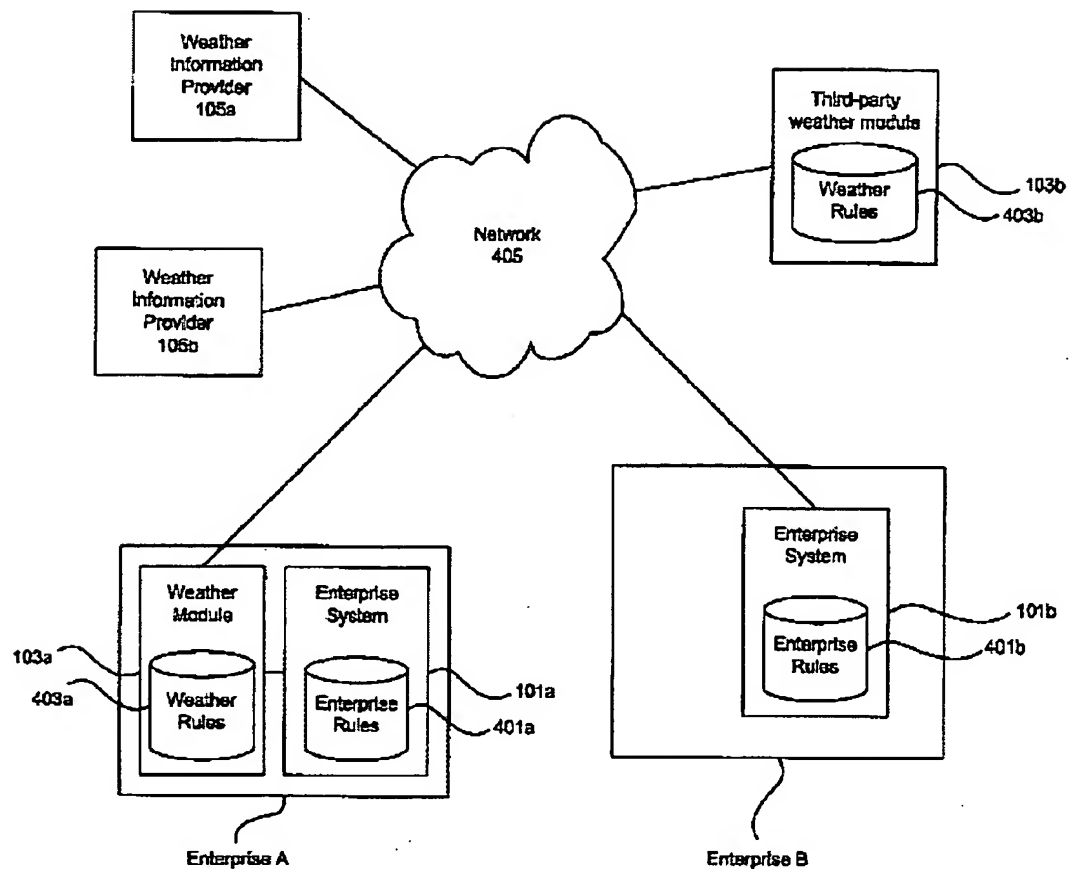 Weather
Information
Provider
105a
Third-party
weather module
Weather
Rules
103b
403b
Network
405
Weather
Information
Provider
105b
Enterprise
System
Enterprise
Rules
101b
401b
Weather
Module
Enterprise
System
103a
403a
Weather
Rules
Enterprise
Rules
101a
401a
Enterprise A
Enterprise B